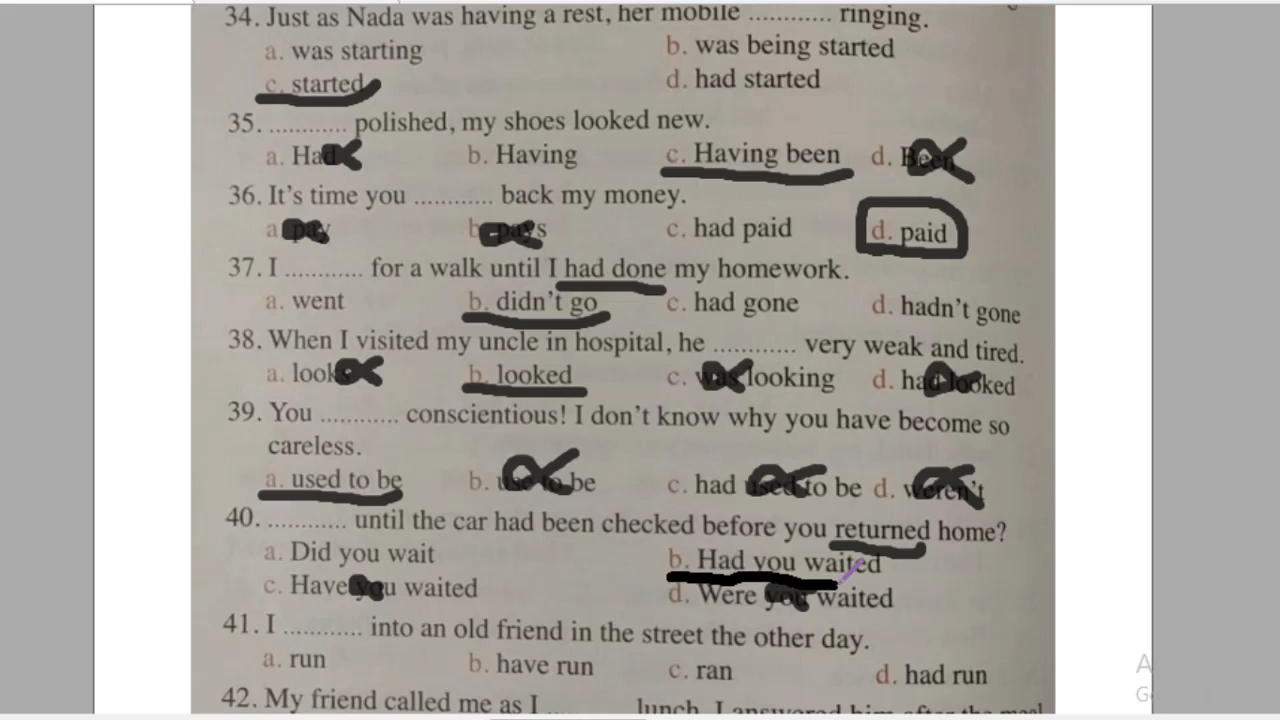 34. Just as Nada was having a rest, her mobile ............ ringing.
a. was starting b. was being started
c. started d. had started
35. ............ polished, my shoes looked new.
a. Had b. Having c. Having been d. Been
36. It's time you ............ back my money.
a. pay b. pays c. had paid d. paid
37. I ............ for a walk until I had done my homework.
a. went b. didn't go c. had gone d. hadn't gone
38. When I visited my uncle in hospital, he ............ very weak and tired.
a. looks b. looked c. was looking d. had looked
39. You ............ conscientious! I don't know why you have become so
careless.
a. used to be b. use to be c. had used to be d. weren't
40. ............ until the car had been checked before you returned home?
a. Did you wait b. Had you waited
c. Have you waited d. Were you waited
41. I ............ into an old friend in the street the other day.
a. run b. have run c. ran d. had run
42. My friend called me as I lunch. I answered him after the meal